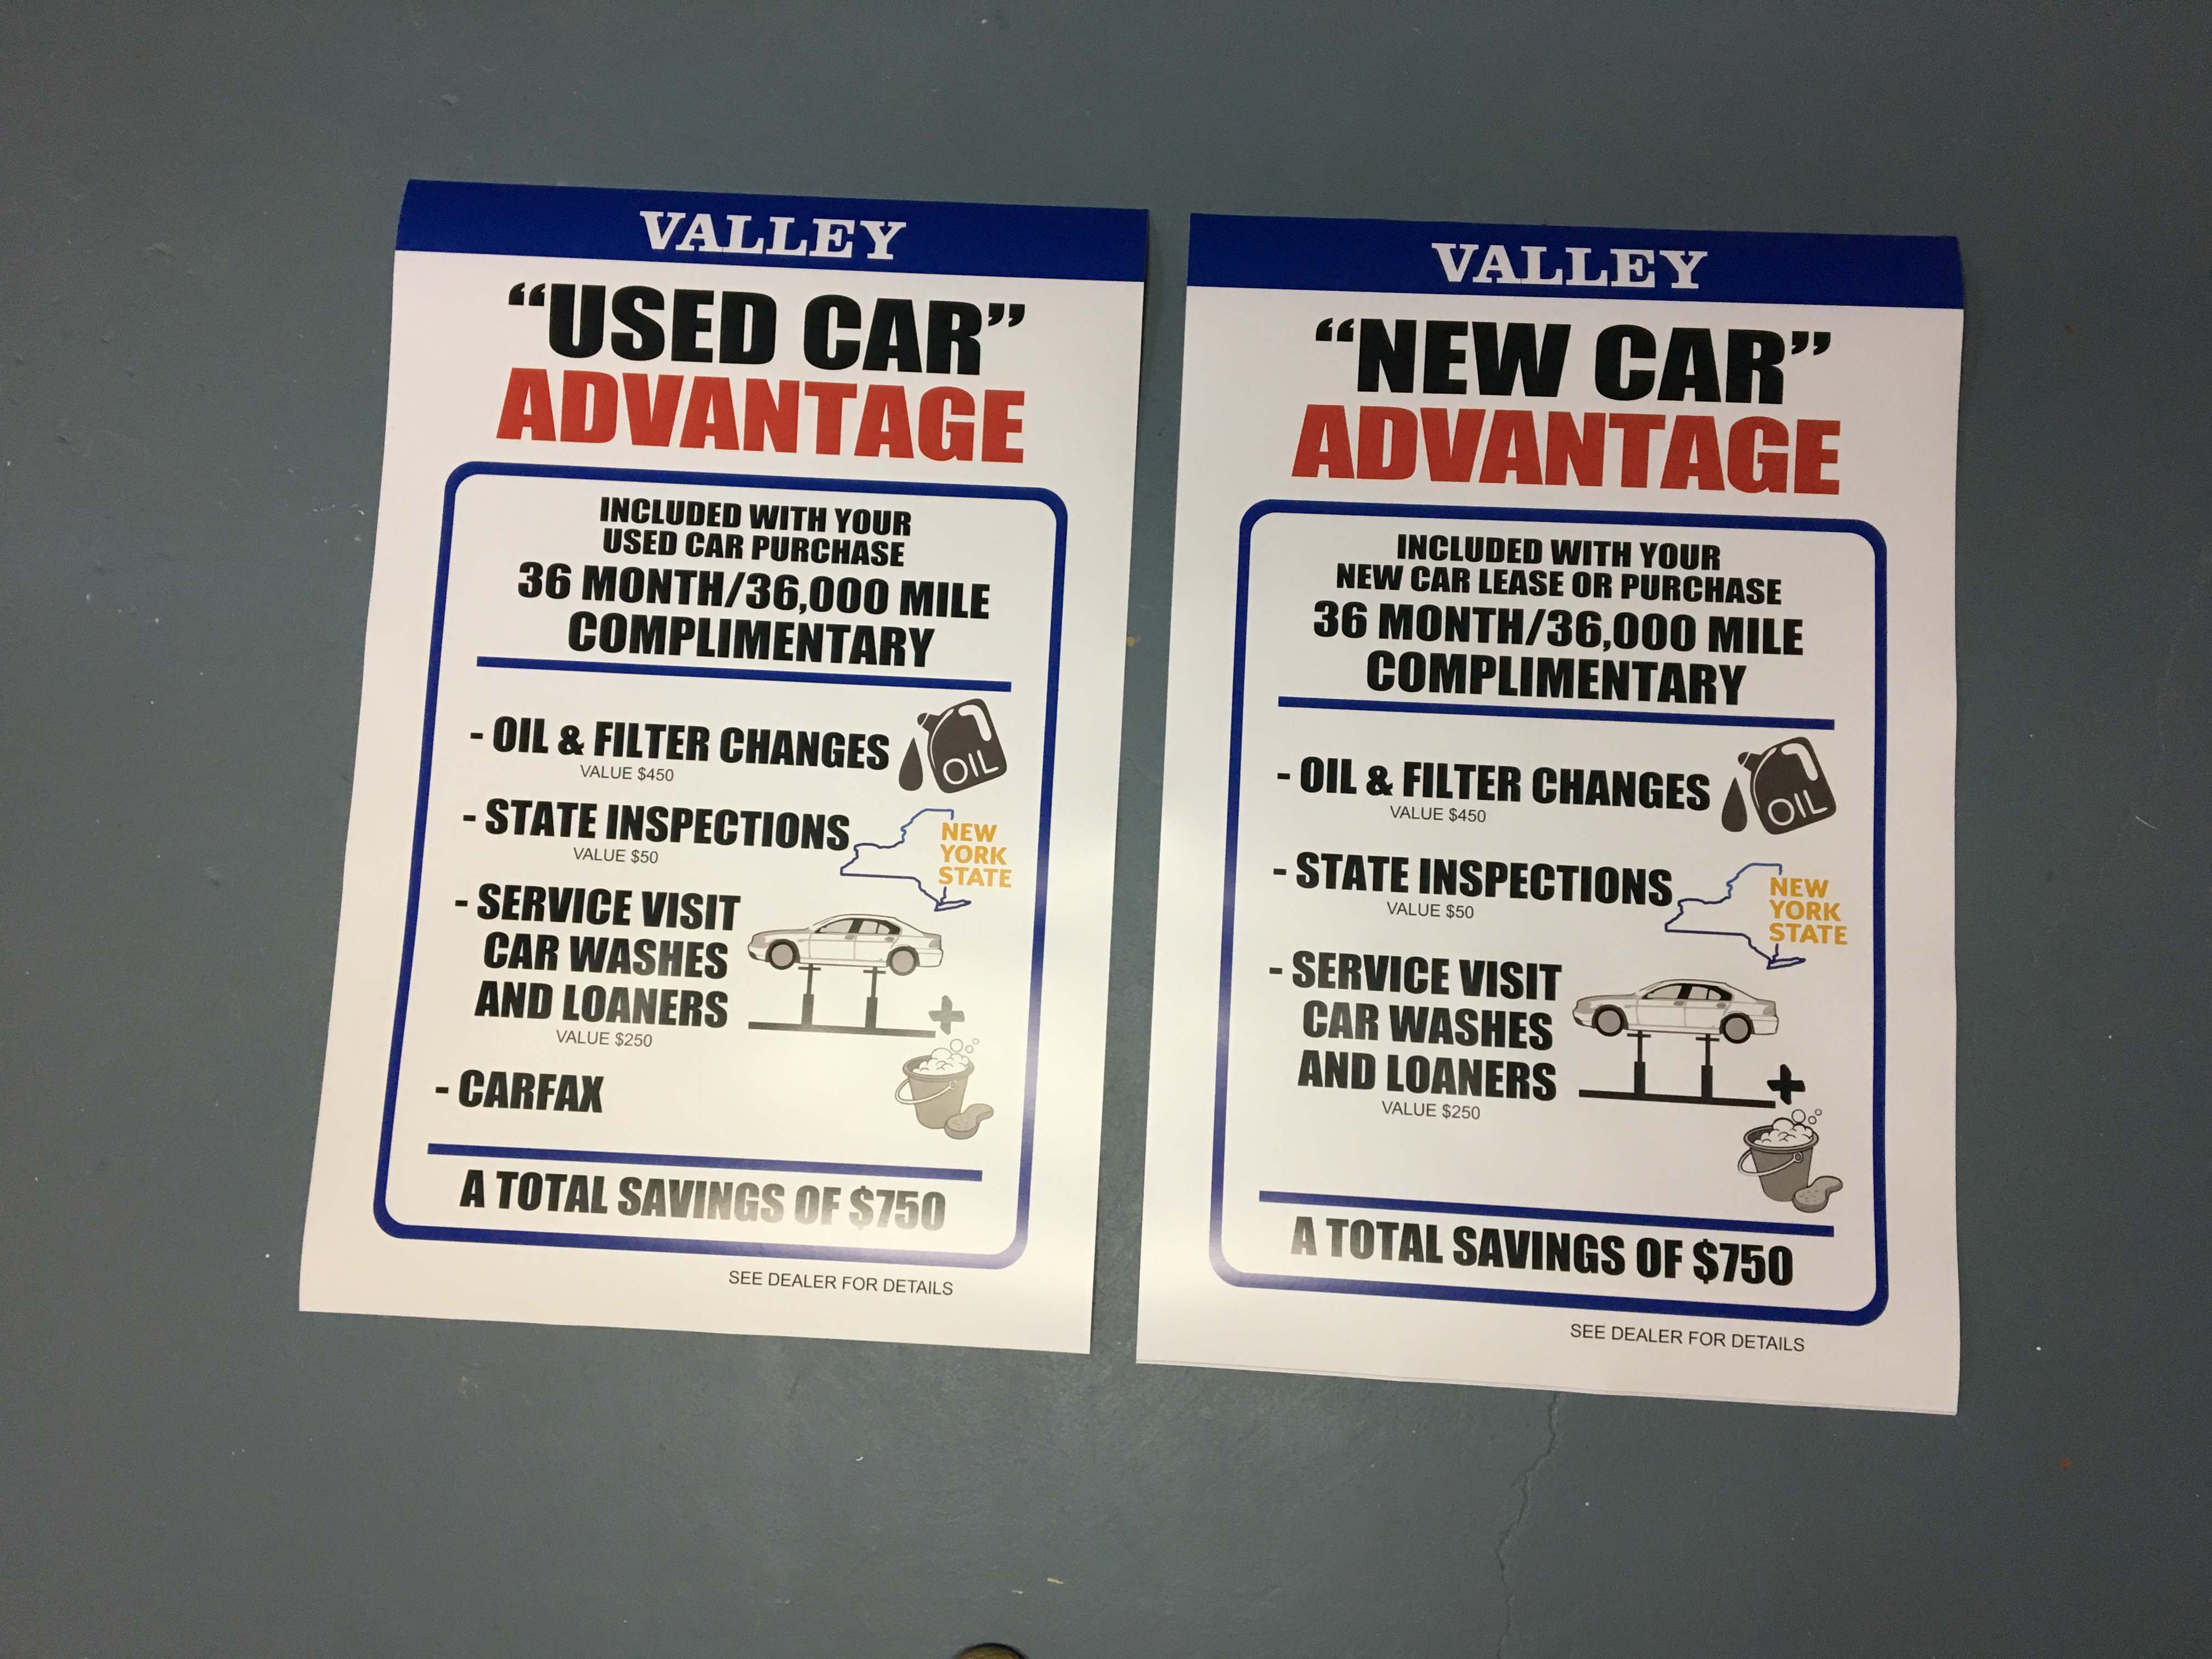 VALLEY
“USED CAR”
ADVANTAGE
INCLUDED WITH YOUR
USED CAR PURCHASE
36 MONTH/36,000 MILE
COMPLIMENTARY
- OIL & FILTER CHANGES
VALUE $450
OIL
- STATE INSPECTIONS
VALUE $50
NEW
YORK
STATE
- SERVICE VISIT
CAR WASHES
AND LOANERS
VALUE $250
+
- CARFAX
A TOTAL SAVINGS OF $750
SEE DEALER FOR DETAILS
VALLEY
“NEW CAR”
ADVANTAGE
INCLUDED WITH YOUR
NEW CAR LEASE OR PURCHASE
36 MONTH/36,000 MILE
COMPLIMENTARY
- OIL & FILTER CHANGES
VALUE $450
OIL
- STATE INSPECTIONS
VALUE $50
NEW
YORK
STATE
- SERVICE VISIT
CAR WASHES
AND LOANERS
VALUE $250
+
A TOTAL SAVINGS OF $750
SEE DEALER FOR DETAILS